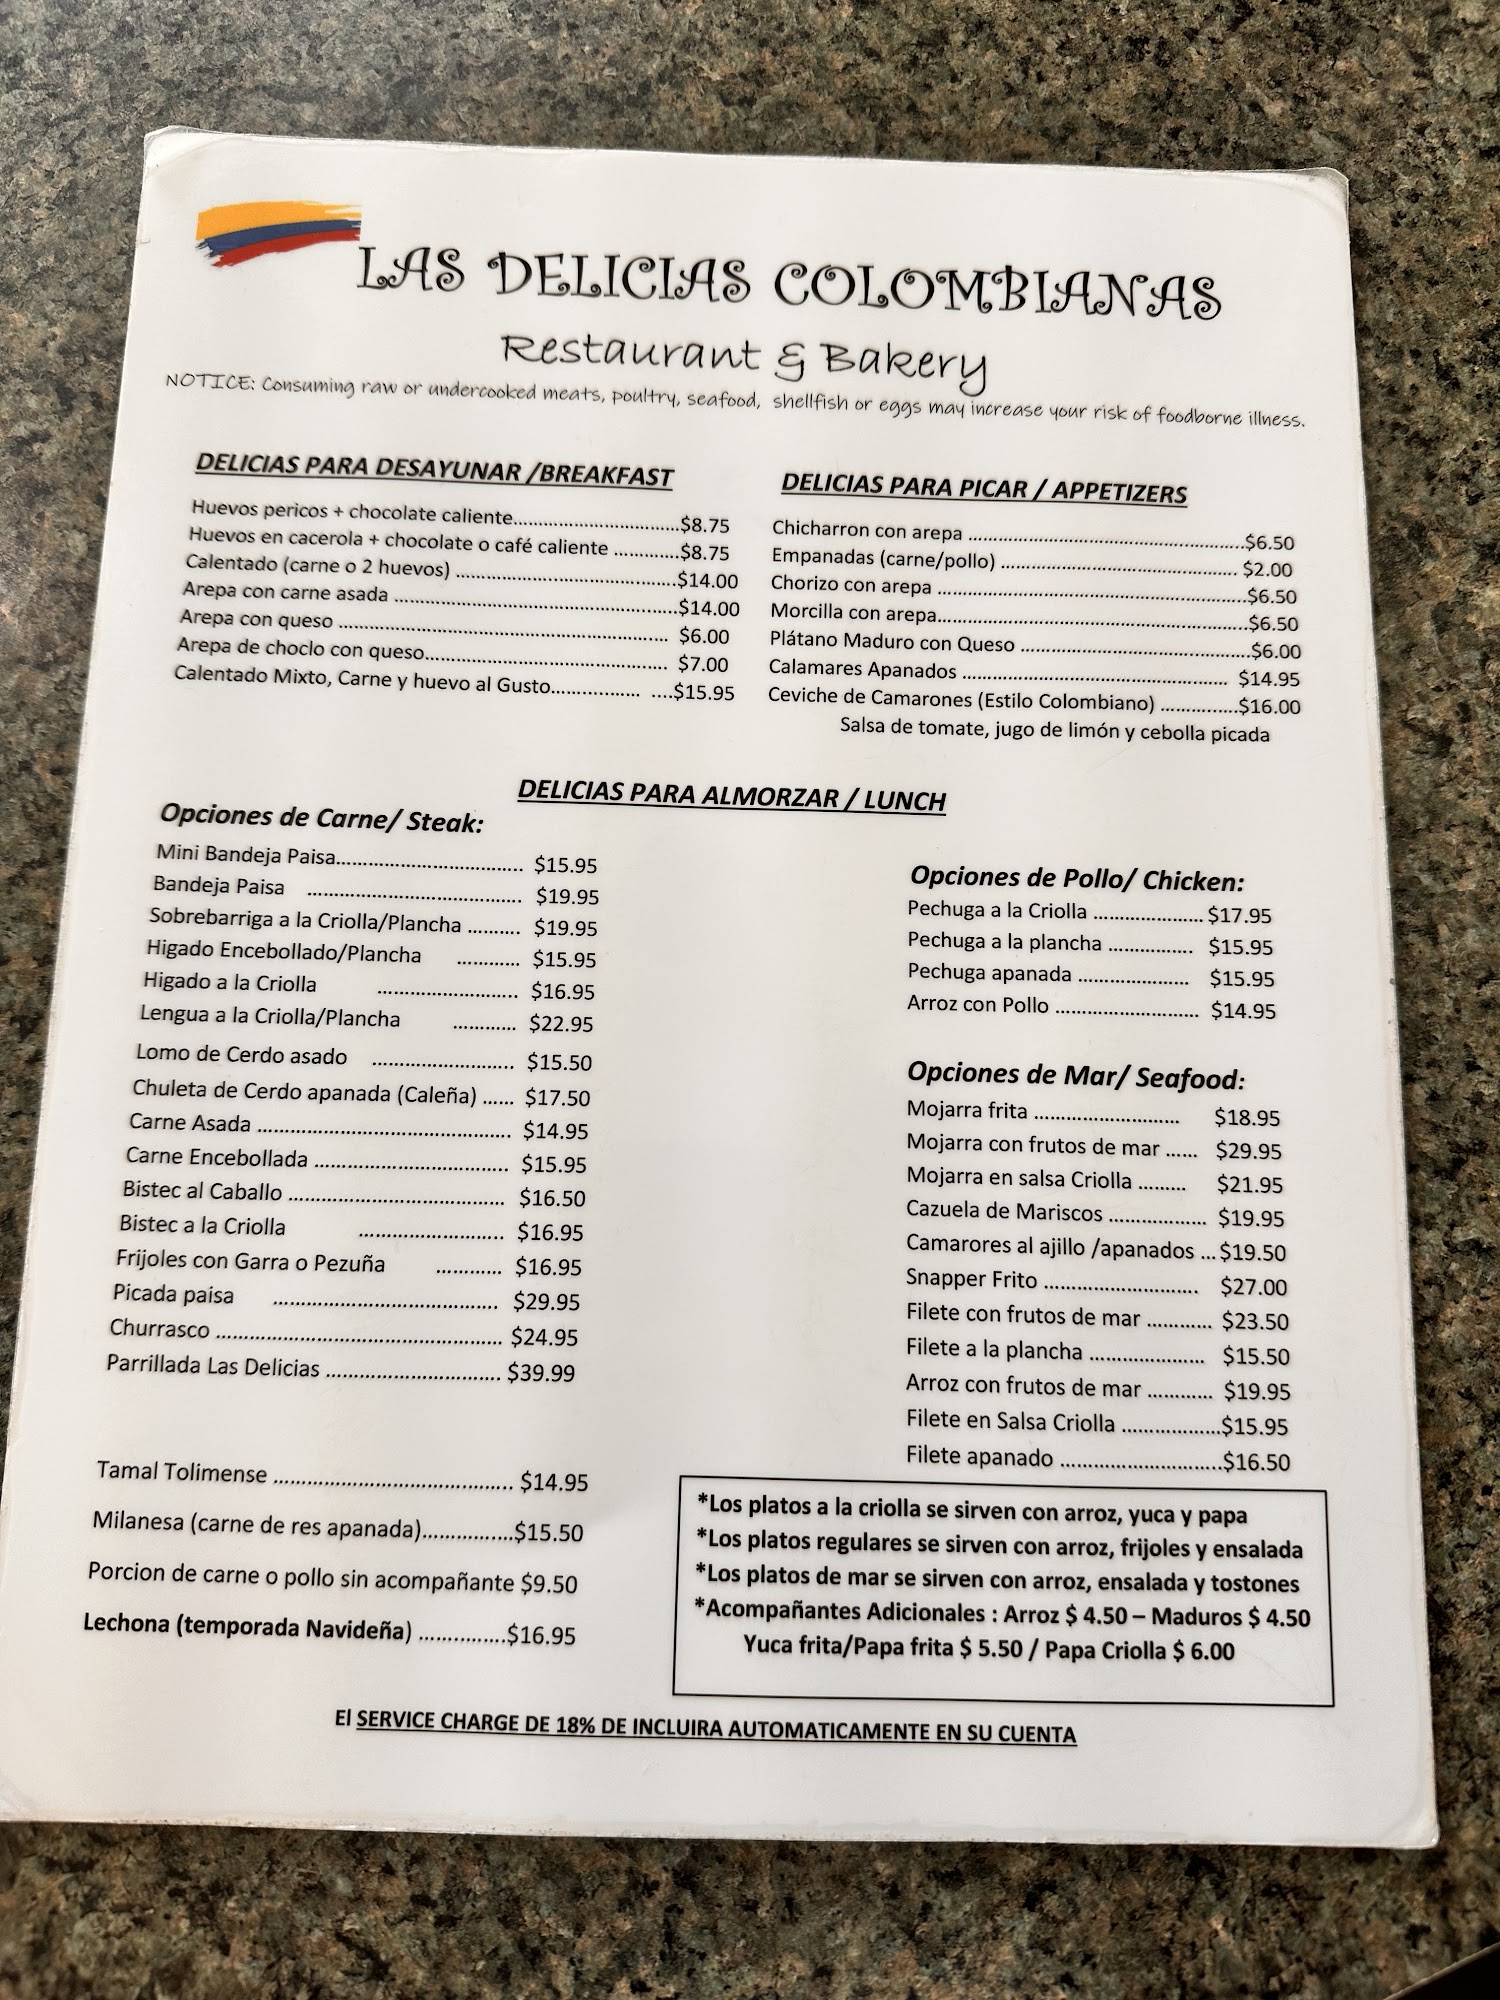 LAS DELICIAS COLOMBIANAS
Restaurant & Bakery
NOTICE: Consuming raw or undercooked meats, poultry, seafood, shellfish or eggs may increase your risk of foodborne illness.
DELICIAS PARA DESAYUNAR /BREAKFAST
Huevos pericos + chocolate caliente..................................$8.75
Huevos en cacerola + chocolate o café caliente .............$8.75
Calentado (carne o 2 huevos) .............................................$14.00
Arepa con carne asada ..........................................................$14.00
Arepa con queso ................................................................... $6.00
Arepa de choclo con queso................................................. $7.00
Calentado Mixto, Carne y huevo al Gusto.................. ....$15.95
DELICIAS PARA PICAR / APPETIZERS
Chicharron con arepa .........................................................$6.50
Empanadas (carne/pollo) ................................................ $2.00
Chorizo con arepa ...............................................................$6.50
Morcilla con arepa...............................................................$6.50
Plátano Maduro con Queso ...............................................$6.00
Calamares Apanados ....................................................... $14.95
Ceviche de Camarones (Estilo Colombiano) ................$16.00
Salsa de tomate, jugo de limón y cebolla picada
DELICIAS PARA ALMORZAR / LUNCH
Opciones de Carne/ Steak:
Mini Bandeja Paisa.................................... $15.95
Bandeja Paisa ......................................... $19.95
Sobrebarriga a la Criolla/Plancha .......... $19.95
Higado Encebollado/Plancha ............ $15.95
Higado a la Criolla ........................... $16.95
Lengua a la Criolla/Plancha ............ $22.95
Lomo de Cerdo asado ........................... $15.50
Chuleta de Cerdo apanada (Caleña) ...... $17.50
Carne Asada ................................................ $14.95
Carne Encebollada ..................................... $15.95
Bistec al Caballo ......................................... $16.50
Bistec a la Criolla ............................ $16.95
Frijoles con Garra o Pezuña ............ $16.95
Picada paisa ........................................... $29.95
Churrasco ....................................................... $24.95
Parrillada Las Delicias ................................. $39.99
Tamal Tolimense .............................................. $14.95
Milanesa (carne de res apanada).................$15.50
Porcion de carne o pollo sin acompañante $9.50
Lechona (temporada Navideña) ...............$16.95
Opciones de Pollo/ Chicken:
Pechuga a la Criolla ..................... $17.95
Pechuga a la plancha ................ $15.95
Pechuga apanada ..................... $15.95
Arroz con Pollo ........................... $14.95
Opciones de Mar/ Seafood:
Mojarra frita ............................ $18.95
Mojarra con frutos de mar ...... $29.95
Mojarra en salsa Criolla ......... $21.95
Cazuela de Mariscos ................... $19.95
Camarores al ajillo /apanados ... $19.50
Snapper Frito .............................. $27.00
Filete con frutos de mar ............ $23.50
Filete a la plancha ...................... $15.50
Arroz con frutos de mar ............ $19.95
Filete en Salsa Criolla ...................$15.95
Filete apanado ...............................$16.50
*Los platos a la criolla se sirven con arroz, yuca y papa
*Los platos regulares se sirven con arroz, frijoles y ensalada
*Los platos de mar se sirven con arroz, ensalada y tostones
*Acompañantes Adicionales : Arroz $ 4.50 – Maduros $ 4.50
Yuca frita/Papa frita $ 5.50 / Papa Criolla $ 6.00
El SERVICE CHARGE DE 18% DE INCLUIRA AUTOMATICAMENTE EN SU CUENTA